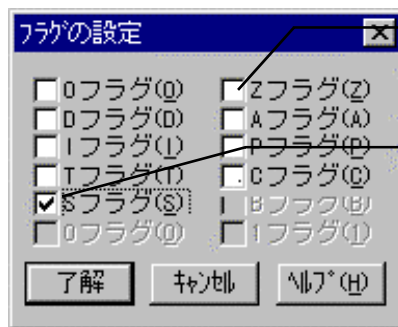 ﾌﾗｸﾞの設定
Oフラグ(O) Zフラグ(Z)
Dフラグ(D) Aフラグ(A)
Iフラグ(I) Pフラグ(P)
Tフラグ(T) Cフラグ(C)
Sフラグ(S) Bフラグ(B)
0フラグ(0) 1フラグ(1)
了解 ｷｬﾝｾﾙ ﾍﾙﾌﾟ(H)